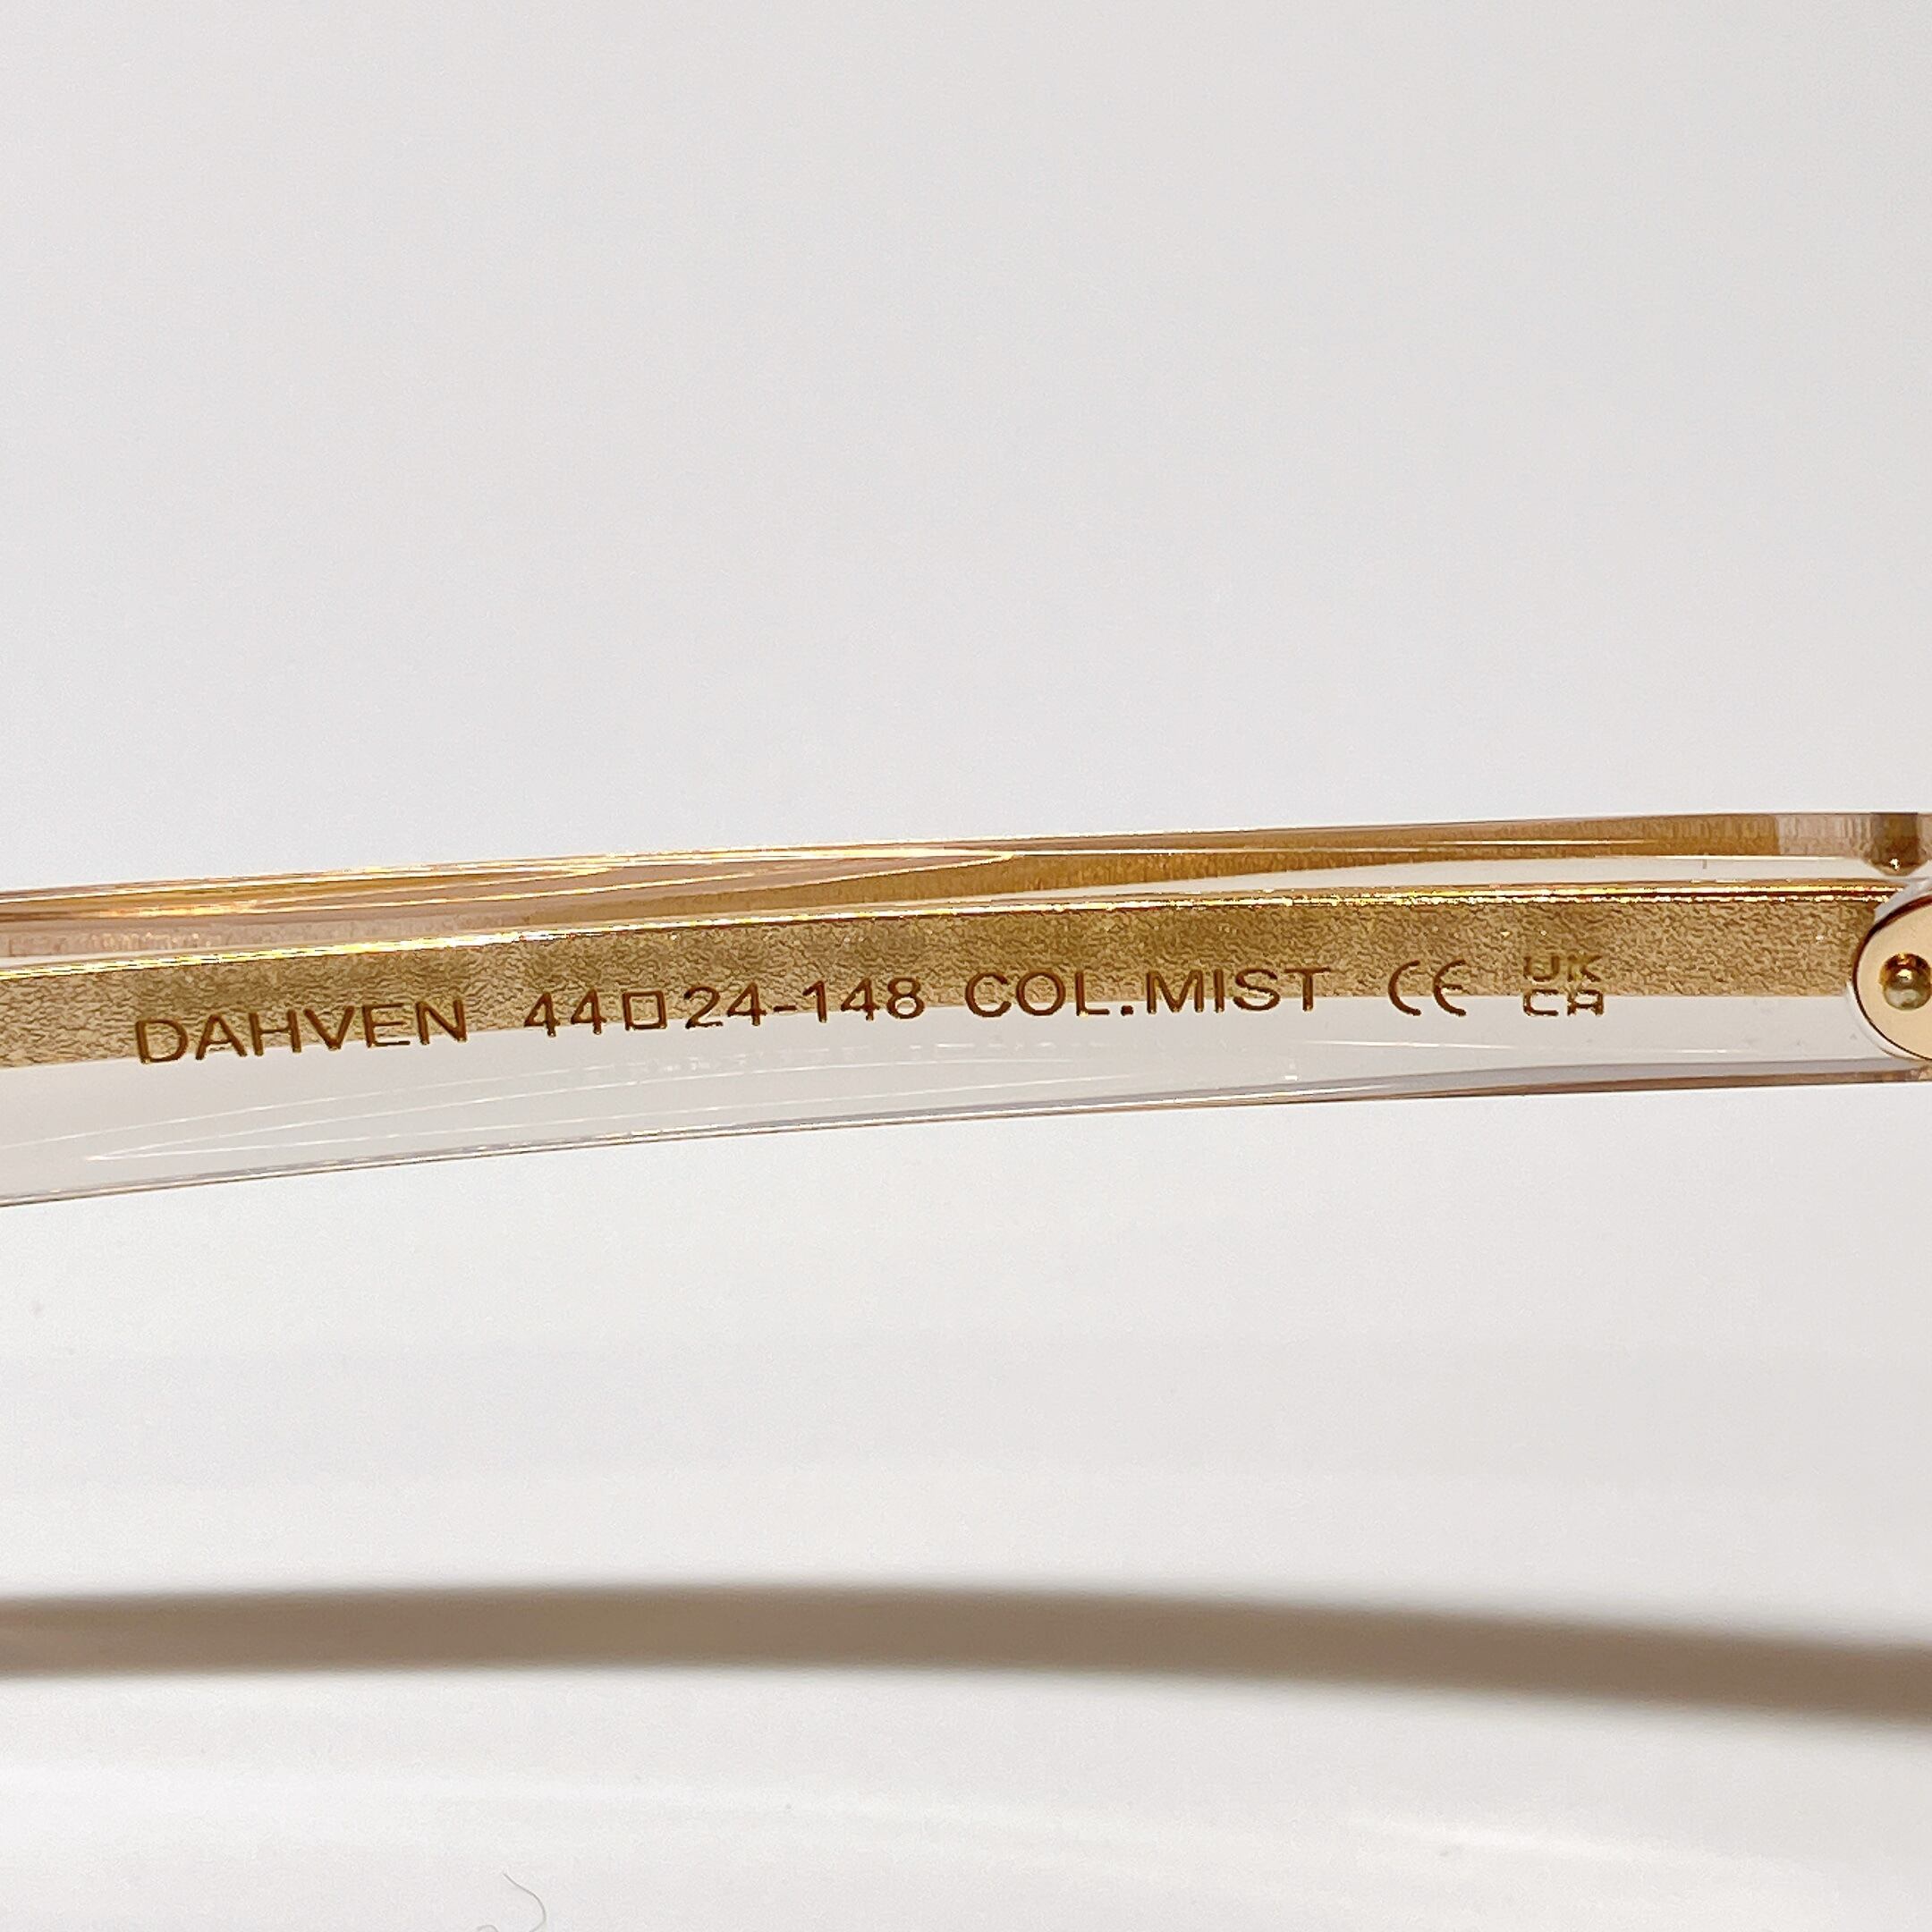 DAHVEN 44□24-148 COL.MIST CE UK
CA